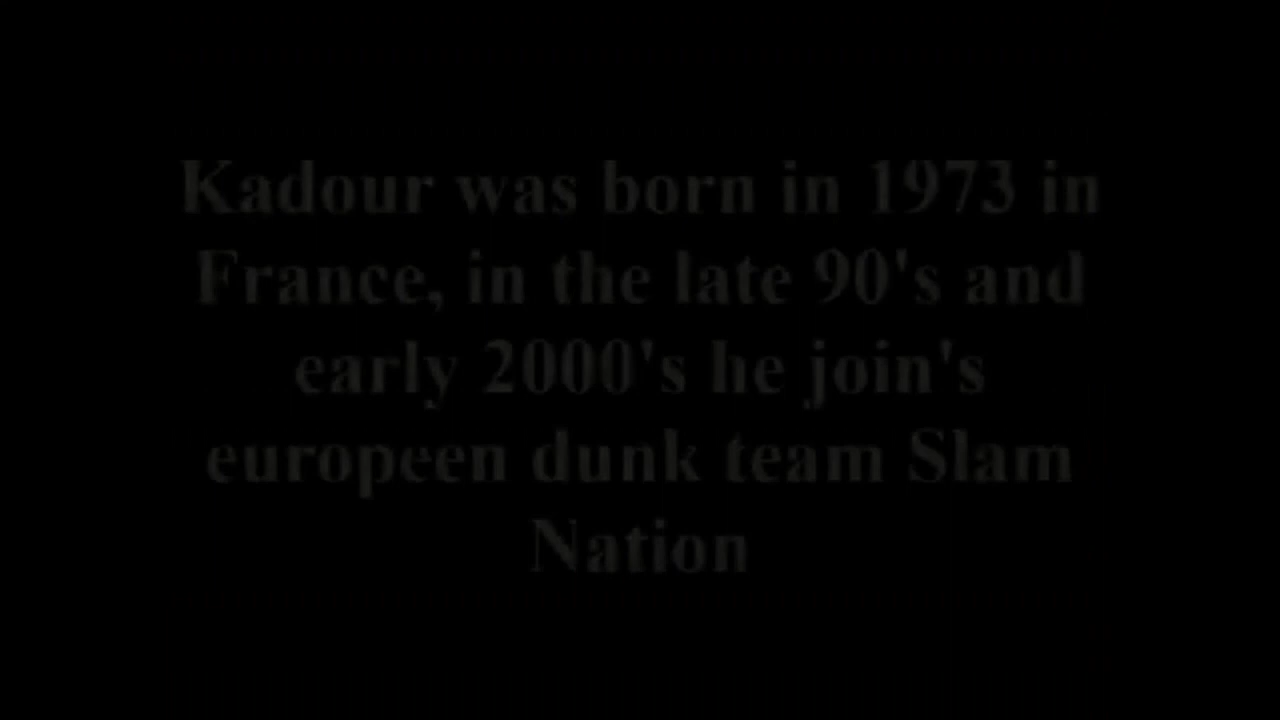 Kadour was born in 1973 in
France, in the late 90's and
early 2000's he join's
europeen dunk team Slam
Nation